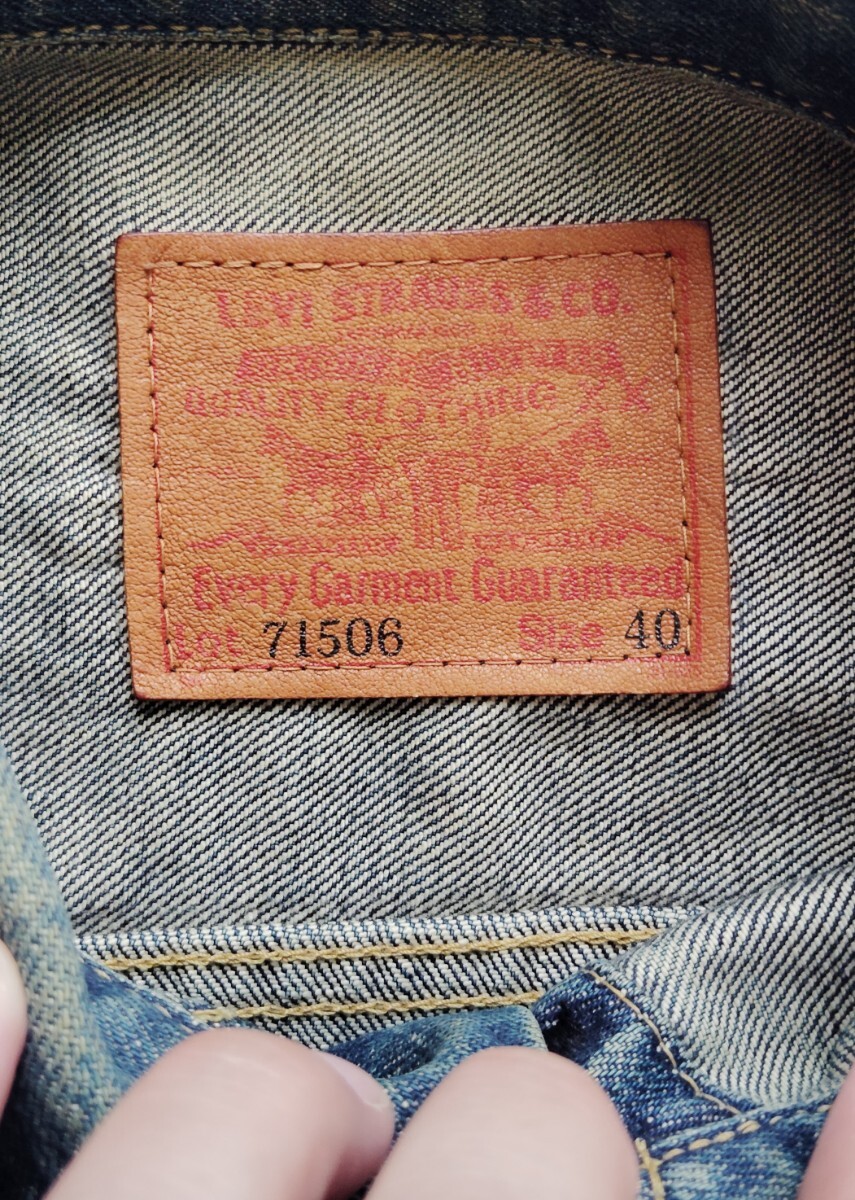 LEVI STRAUSS & CO.
QUALITY CLOTHING XX
Every Garment Guaranteed
Lot 71506 Size 40